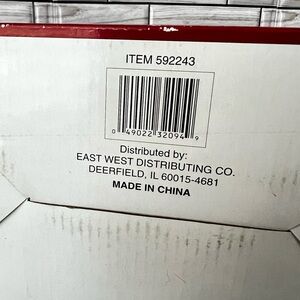 ITEM 592243
0 49022 32094 9
Distributed by:
EAST WEST DISTRIBUTING CO.
DEERFIELD, IL 60015-4681
MADE IN CHINA